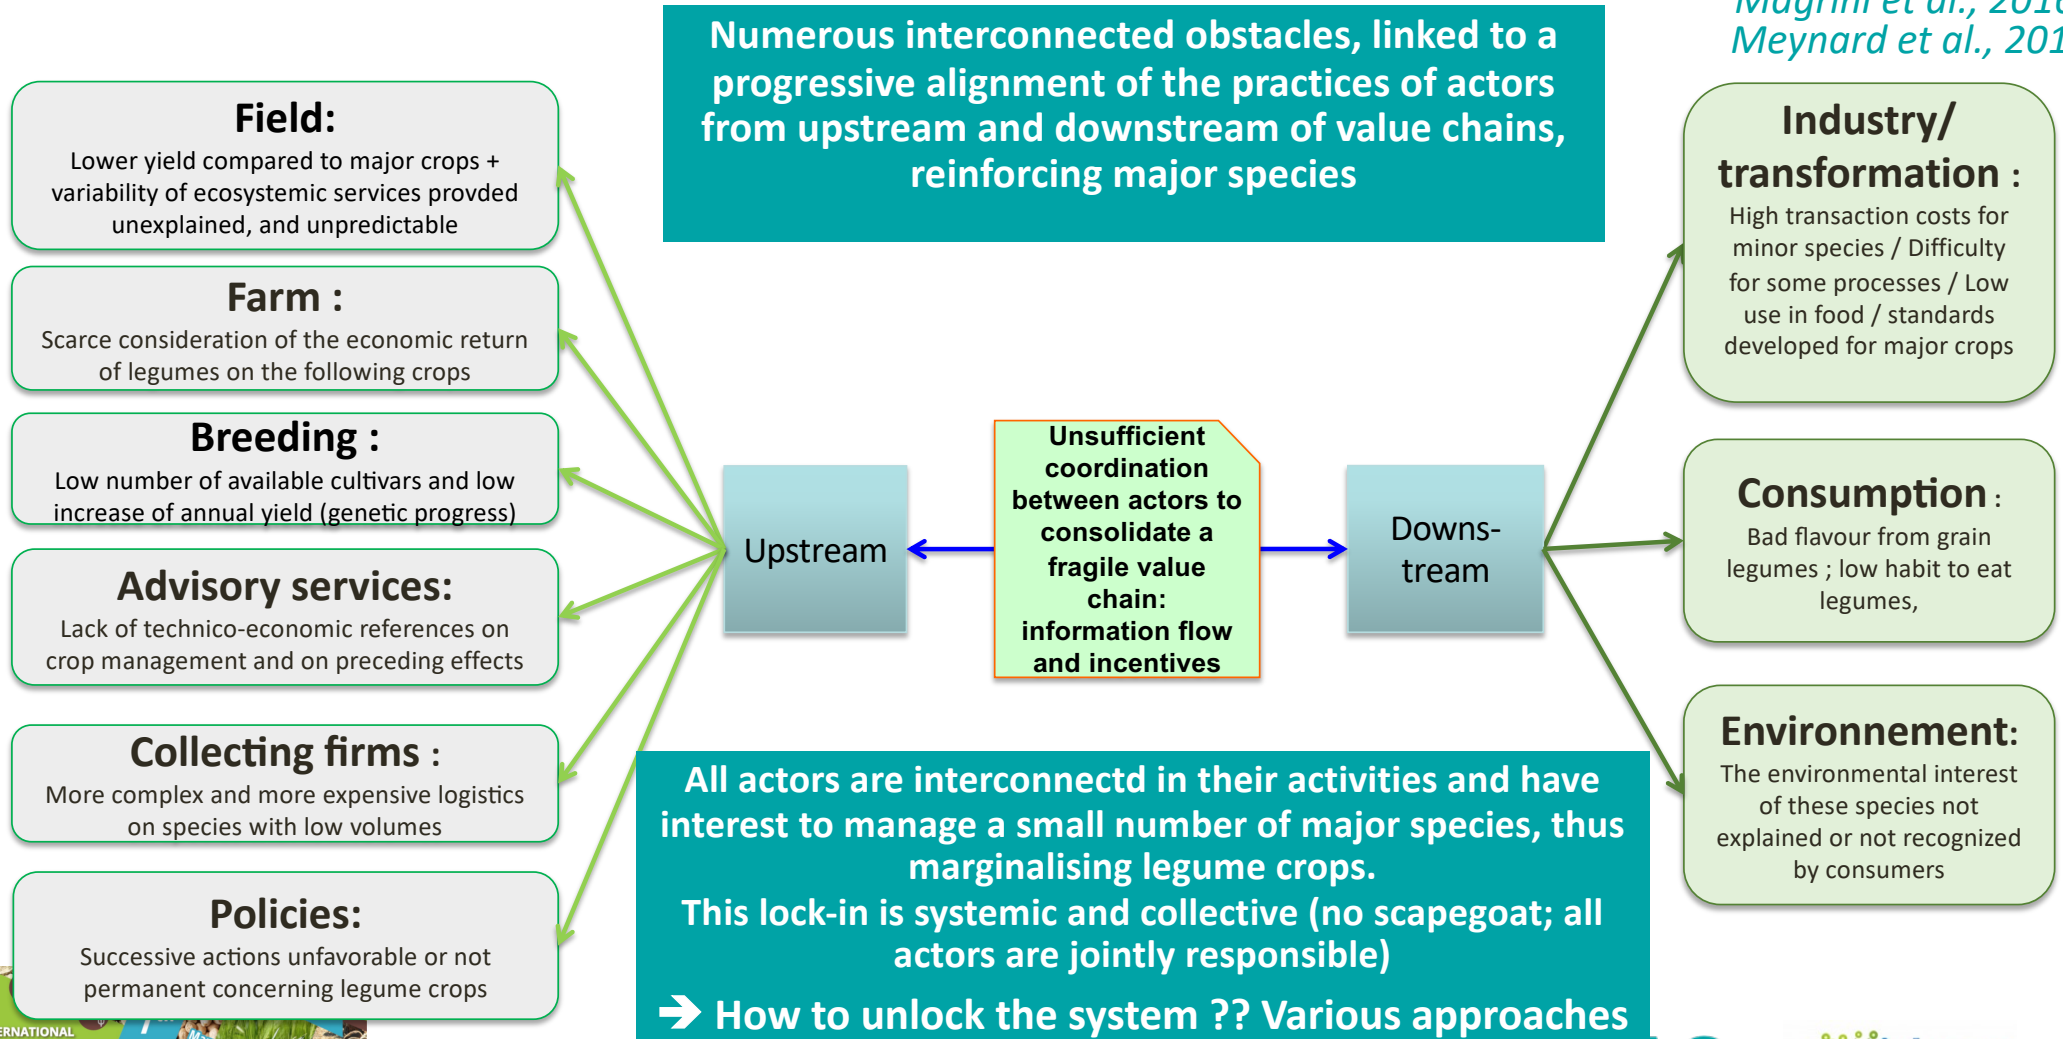 Numerous interconnected obstacles, linked to a
progressive alignment of the practices of actors
from upstream and downstream of value chains,
reinforcing major species
Magrini et al., 2016
Meynard et al., 201
Field:
Lower yield compared to major crops +
variability of ecosystemic services provded
unexplained, and unpredictable
Farm :
Scarce consideration of the economic return
of legumes on the following crops
Breeding :
Low number of available cultivars and low
increase of annual yield (genetic progress)
Advisory services:
Lack of technico-economic references on
crop management and on preceding effects
Collecting firms :
More complex and more expensive logistics
on species with low volumes
Policies:
Successive actions unfavorable or not
permanent concerning legume crops
Upstream
Unsufficient
coordination
between actors to
consolidate a
fragile value
chain:
information flow
and incentives
Downs-
tream
Industry/
transformation :
High transaction costs for
minor species / Difficulty
for some processes / Low
use in food / standards
developed for major crops
Consumption :
Bad flavour from grain
legumes ; low habit to eat
legumes,
Environnement:
The environmental interest
of these species not
explained or not recognized
by consumers
All actors are interconnectd in their activities and have
interest to manage a small number of major species, thus
marginalising legume crops.
This lock-in is systemic and collective (no scapegoat; all
actors are jointly responsible)
➔ How to unlock the system ?? Various approaches
ERNATIONAL